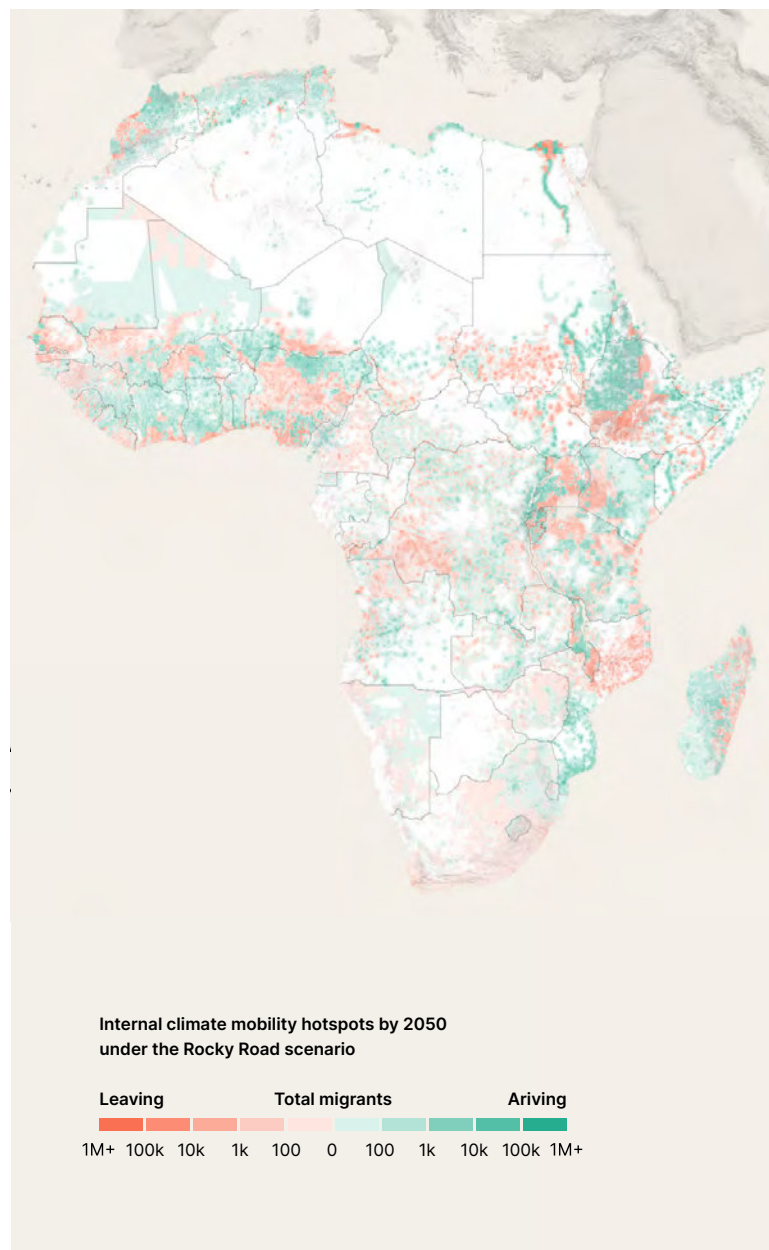 Internal climate mobility hotspots by 2050
under the Rocky Road scenario
Leaving Total migrants Ariving
1M+ 100k 10k 1k 100 0 100 1k 10k 100k 1M+